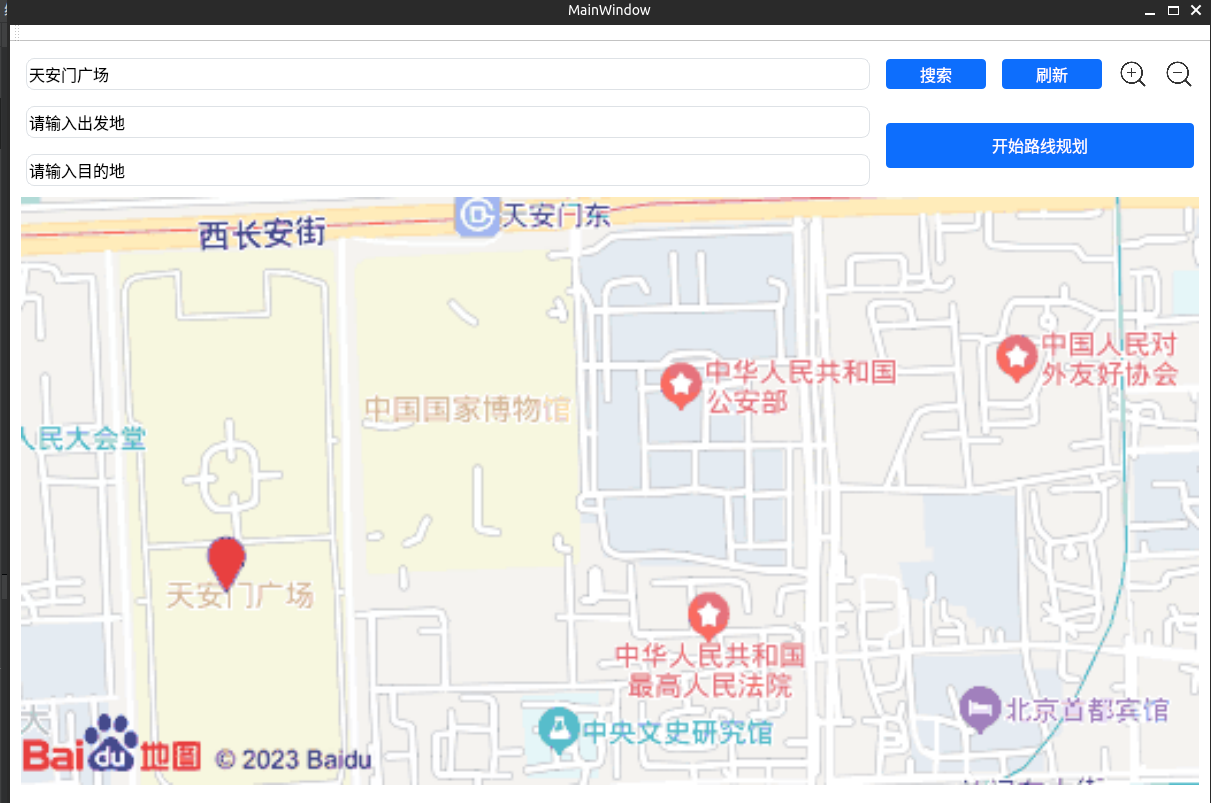 MainWindow
天安门广场
搜索
刷新
请输入出发地
开始路线规划
请输入目的地
西长安街
天安门东
中国人民对
外友好协会
中华人民共和国
公安部
中国国家博物馆
人民大会堂
天安门广场
中华人民共和国
最高人民法院
北京首都宾馆
中央文史研究馆
Bai du 地图 © 2023 Baidu